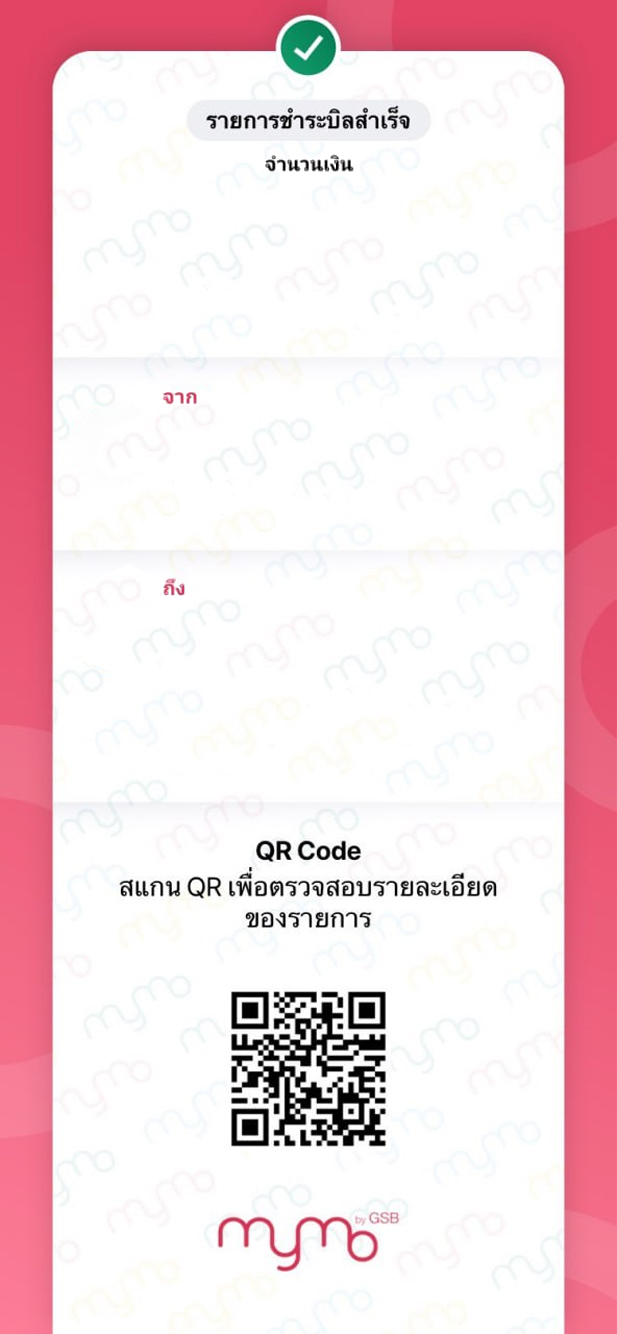 รายการชำระบิลสำเร็จ
จำนวนเงิน
จาก
ถึง
QR Code
สแกน QR เพื่อตรวจสอบรายละเอียด
ของรายการ
mymo by GSB